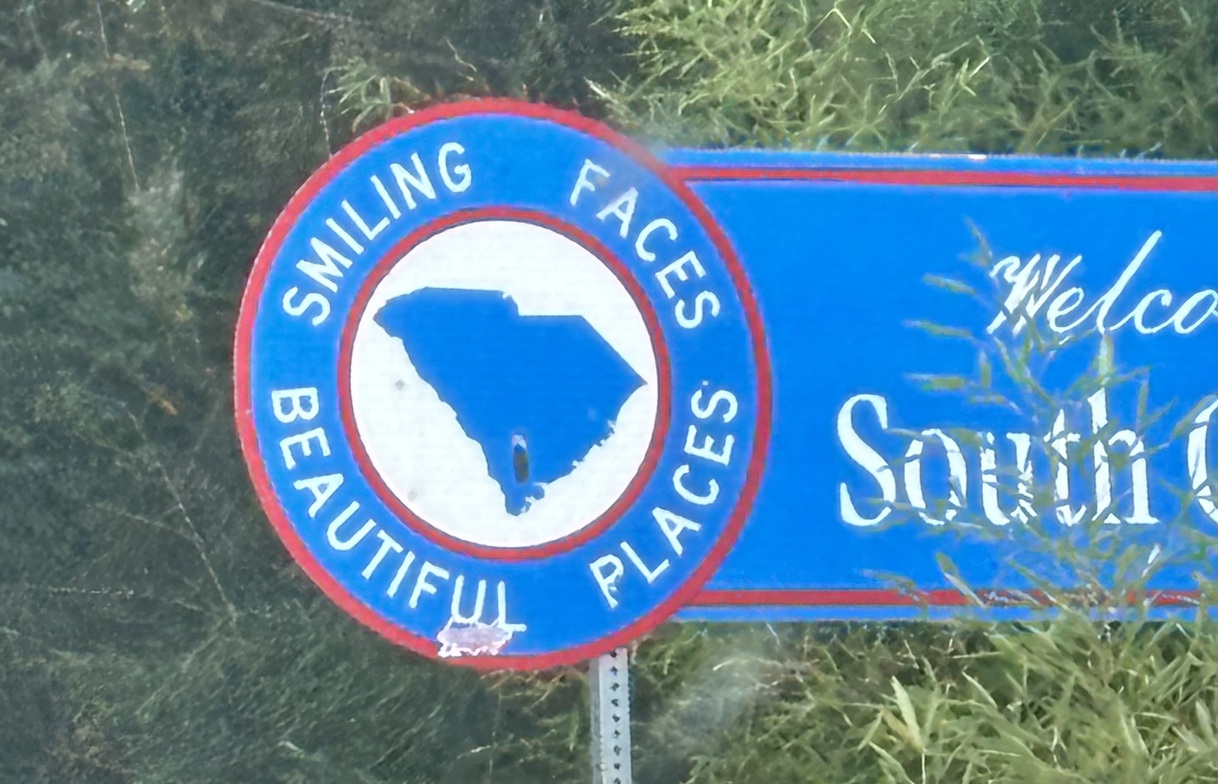 SMILING FACES
BEAUTIFUL PLACES
Welco
South C